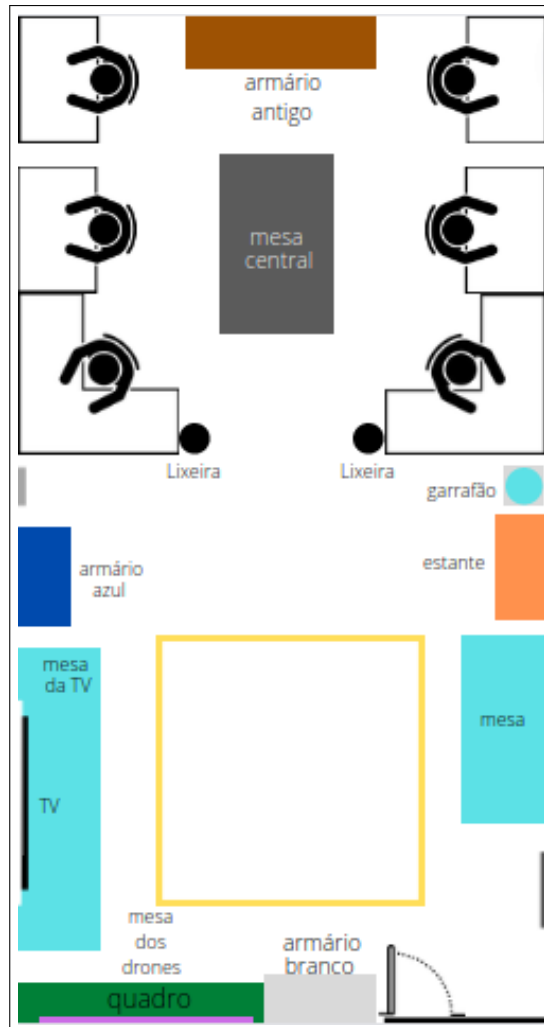 armário
antigo
mesa
central
Lixeira
Lixeira
garrafão
armário
azul
estante
mesa
da TV
mesa
TV
mesa
dos
drones
armário
branco
quadro